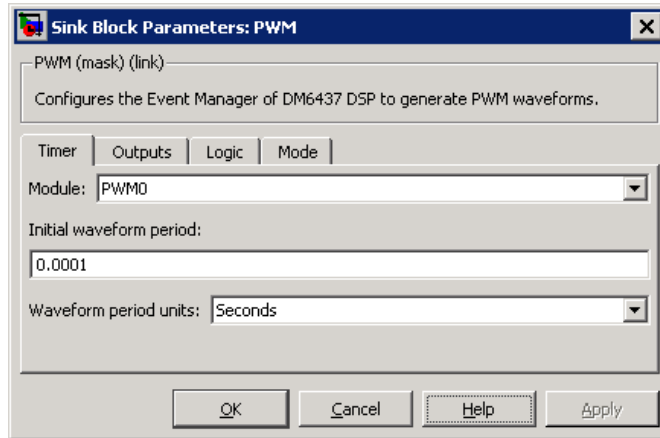 Sink Block Parameters: PWM
PWM (mask) (link)
Configures the Event Manager of DM6437 DSP to generate PWM waveforms.
Timer Outputs Logic Mode
Module: PWM0
Initial waveform period:
0.0001
Waveform period units: Seconds
OK Cancel Help Apply